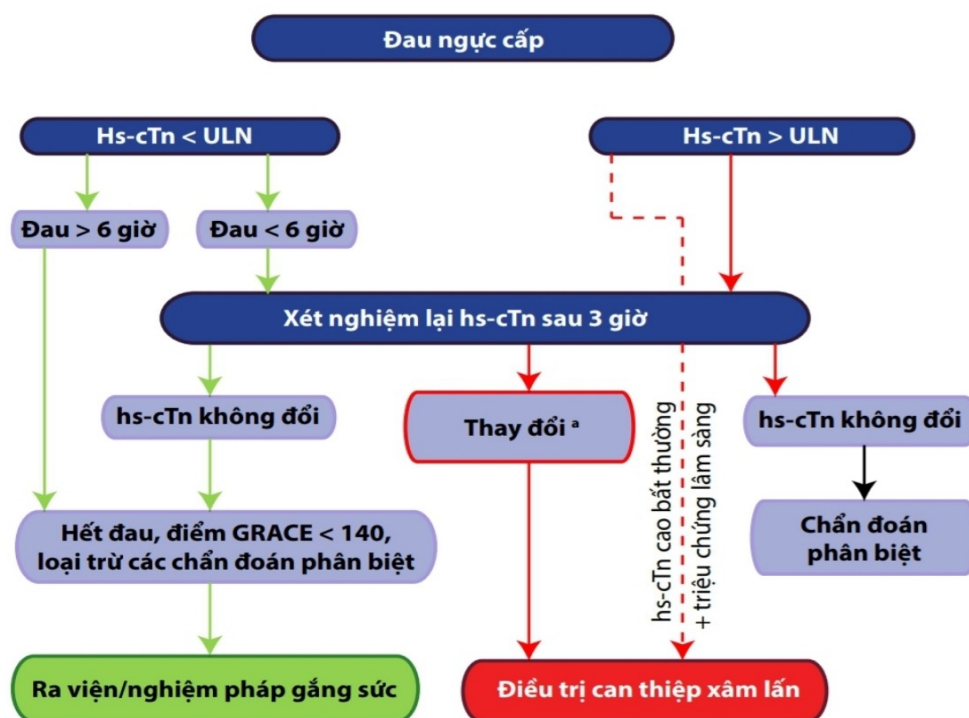 Đau ngực cấp
Hs-cTn < ULN
Hs-cTn > ULN
Đau > 6 giờ
Đau < 6 giờ
Xét nghiệm lại hs-cTn sau 3 giờ
hs-cTn không đổi
Thay đổi ᵃ
hs-cTn cao bất thường
+ triệu chứng lâm sàng
hs-cTn không đổi
Hết đau, điểm GRACE < 140,
loại trừ các chẩn đoán phân biệt
Chẩn đoán
phân biệt
Ra viện/nghiệm pháp gắng sức
Điều trị can thiệp xâm lấn